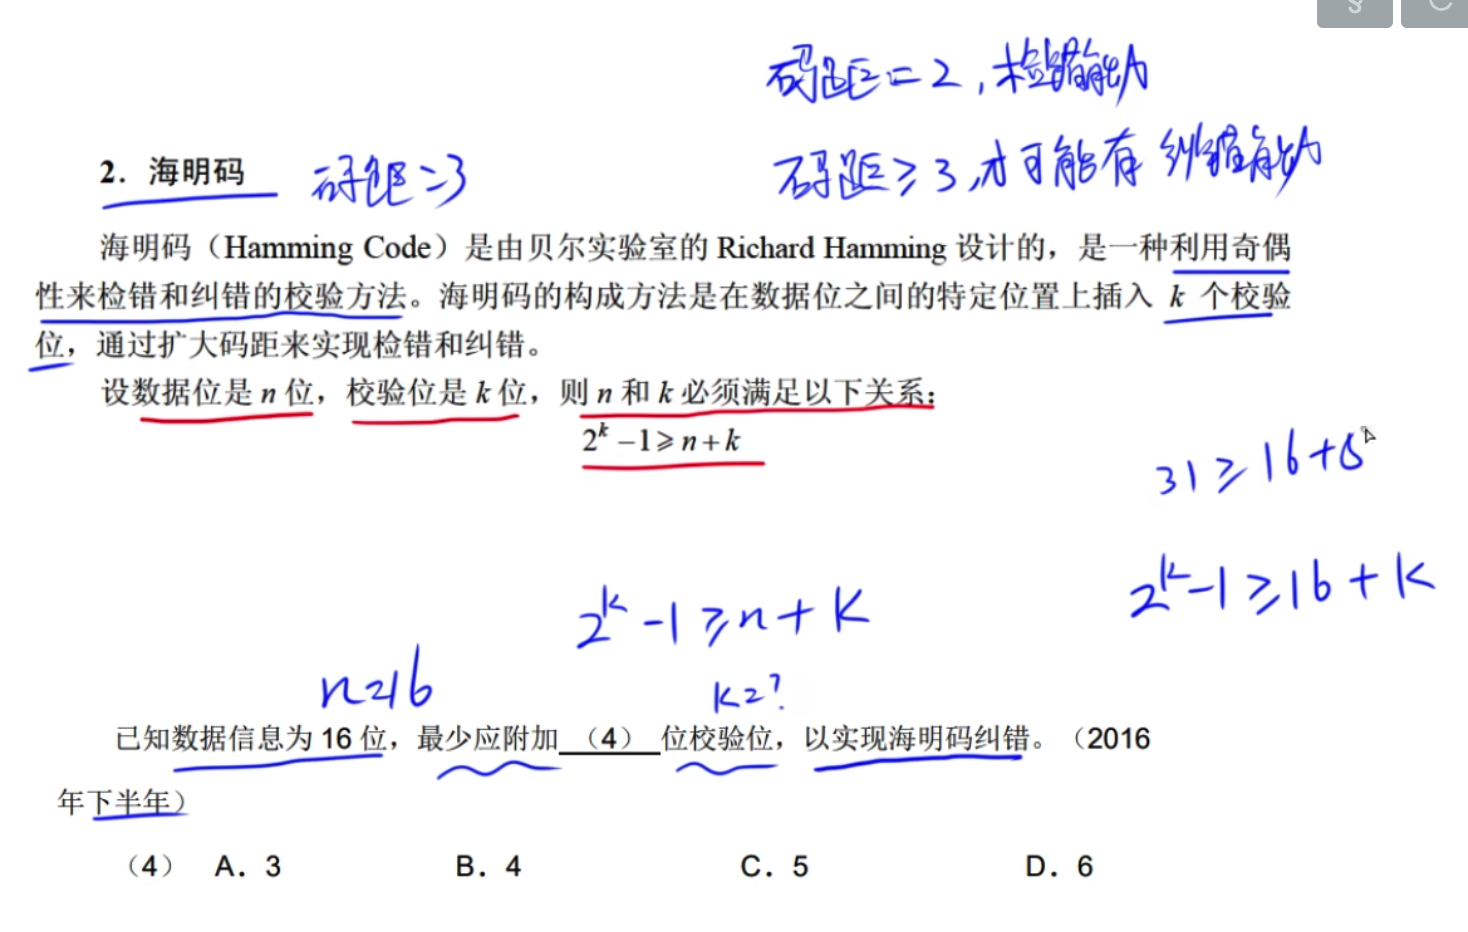 码距=2,检错能力
码距≥3,才可能有纠错能力
2. 海明码 码距=3
海明码（Hamming Code）是由贝尔实验室的 Richard Hamming 设计的，是一种利用奇偶
性来检错和纠错的校验方法。海明码的构成方法是在数据位之间的特定位置上插入 k 个校验
位，通过扩大码距来实现检错和纠错。
设数据位是 n 位，校验位是 k 位，则 n 和 k 必须满足以下关系：
2^k −1⩾n+k
31≥16+5
2^k-1≥16+k
2^k-1≥n+k
n=16 k=?
已知数据信息为 16 位，最少应附加 （4） 位校验位，以实现海明码纠错。（2016
年下半年）
（4） A．3 B．4 C．5 D．6